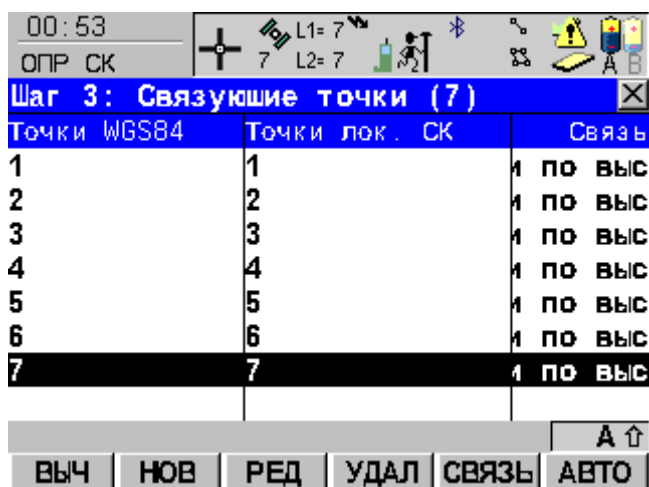 00:53 L1= 7
ОПР СК 7 L2= 7 A B
Шаг 3: Связуюшие точки (7)
Точки WGS84 Точки лок. СК Связь
1 1 и по выс
2 2 и по выс
3 3 и по выс
4 4 и по выс
5 5 и по выс
6 6 и по выс
7 7 и по выс
A
ВЫЧ НОВ РЕД УДАЛ СВЯЗЬ АВТО